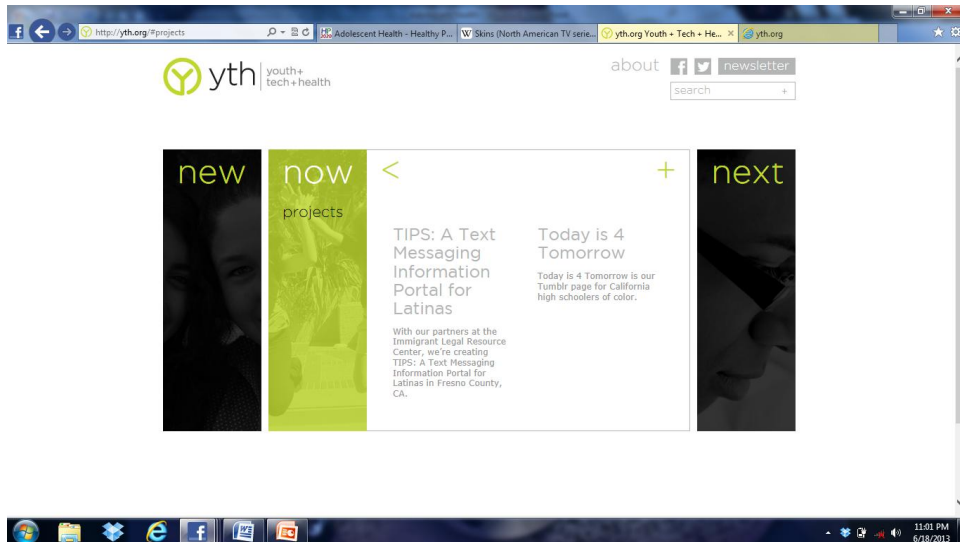 http://yth.org/#projects
Adolescent Health - Healthy P...
Skins (North American TV serie...
yth.org Youth + Tech + He...
yth.org
yth
youth+
tech+health
about
newsletter
search +
new
now
projects
< +
TIPS: A Text
Messaging
Information
Portal for
Latinas
With our partners at the
Immigrant Legal Resource
Center, we're creating
TIPS: A Text Messaging
Information Portal for
Latinas in Fresno County,
CA.
Today is 4
Tomorrow
Today is 4 Tomorrow is our
Tumblr page for California
high schoolers of color.
next
11:01 PM
6/18/2013